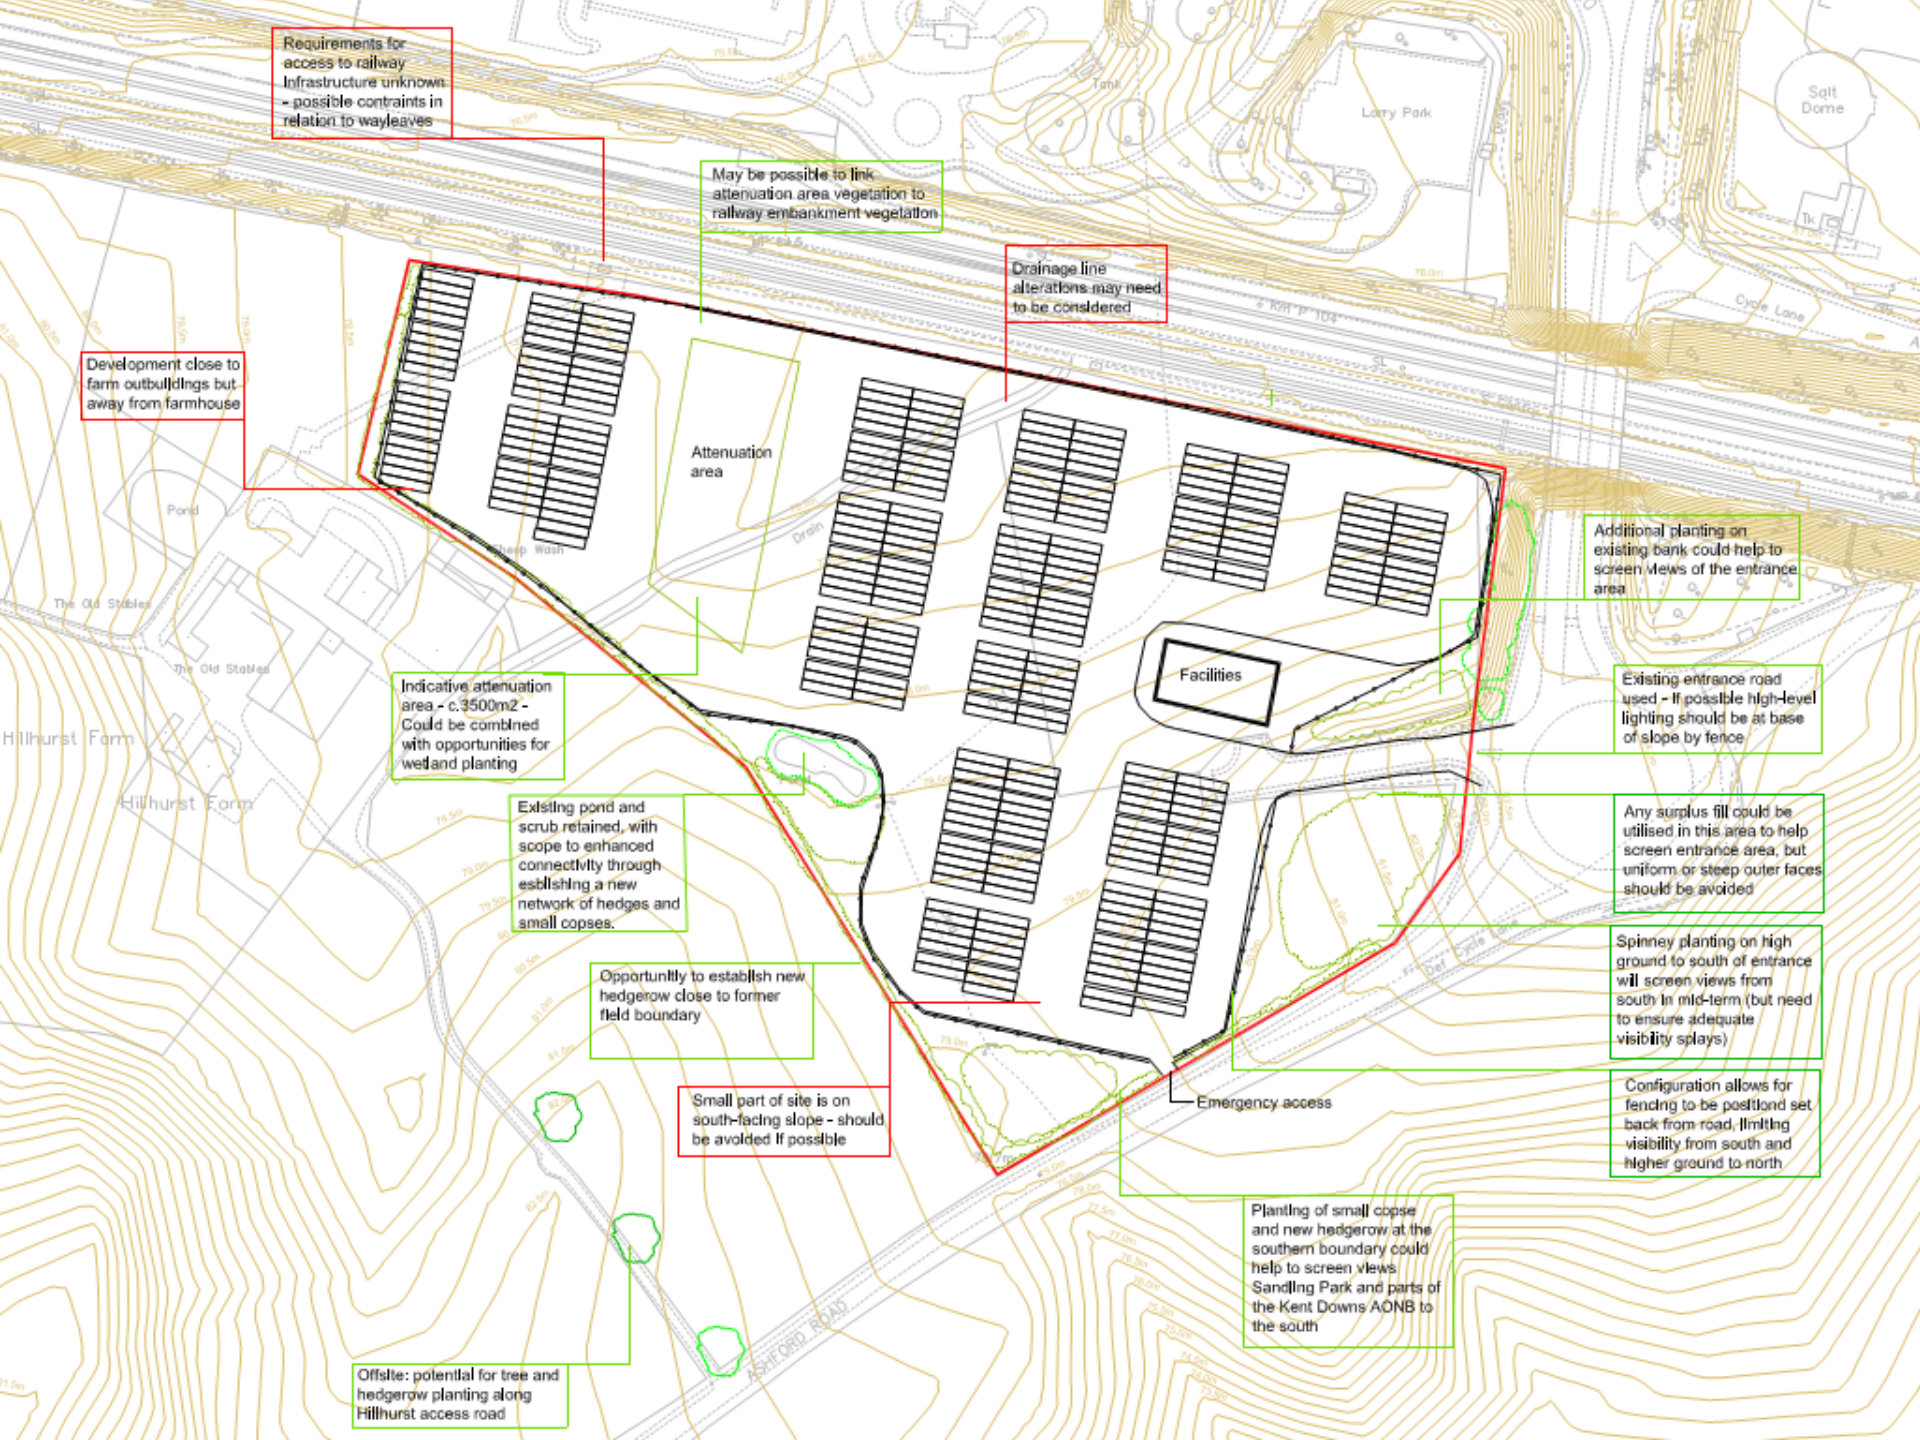 Requirements for
access to railway
Infrastructure unknown
- possible contraints in
relation to wayleaves
May be possible to link
attenuation area vegetation to
railway embankment vegetation
Drainage line
alterations may need
to be considered
Tank
Lorry Park
Drain
Salt
Dome
Tk
Cycle Lane
Km P 104
SL
Development close to
farm outbuildings but
away from farmhouse
Pond
Sheep Wash
The Old Stables
The Old Stables
Hillhurst Farm
Hillhurst Farm
Attenuation
area
Drain
Facilities
Additional planting on
existing bank could help to
screen views of the entrance
area
Existing entrance road
used - if possible high-level
lighting should be at base
of slope by fence
Indicative attenuation
area - c.3500m2 -
Could be combined
with opportunities for
wetland planting
Existing pond and
scrub retained, with
scope to enhanced
connectivity through
esblishing a new
network of hedges and
small copses.
Any surplus fill could be
utilised in this area to help
screen entrance area, but
uniform or steep outer faces
should be avoided
Spinney planting on high
ground to south of entrance
will screen views from
south in mid-term (but need
to ensure adequate
visibility splays)
Def Cycle Lane
Opportunitiy to establish new
hedgerow close to former
field boundary
Small part of site is on
south-facing slope - should
be avoided if possible
Emergency access
Configuration allows for
fencing to be positiond set
back from road, limiting
visibility from south and
higher ground to north
Planting of small copse
and new hedgerow at the
southern boundary could
help to screen views
Sandling Park and parts of
the Kent Downs AONB to
the south
ASHFORD ROAD
Offsite: potential for tree and
hedgerow planting along
Hillhurst access road